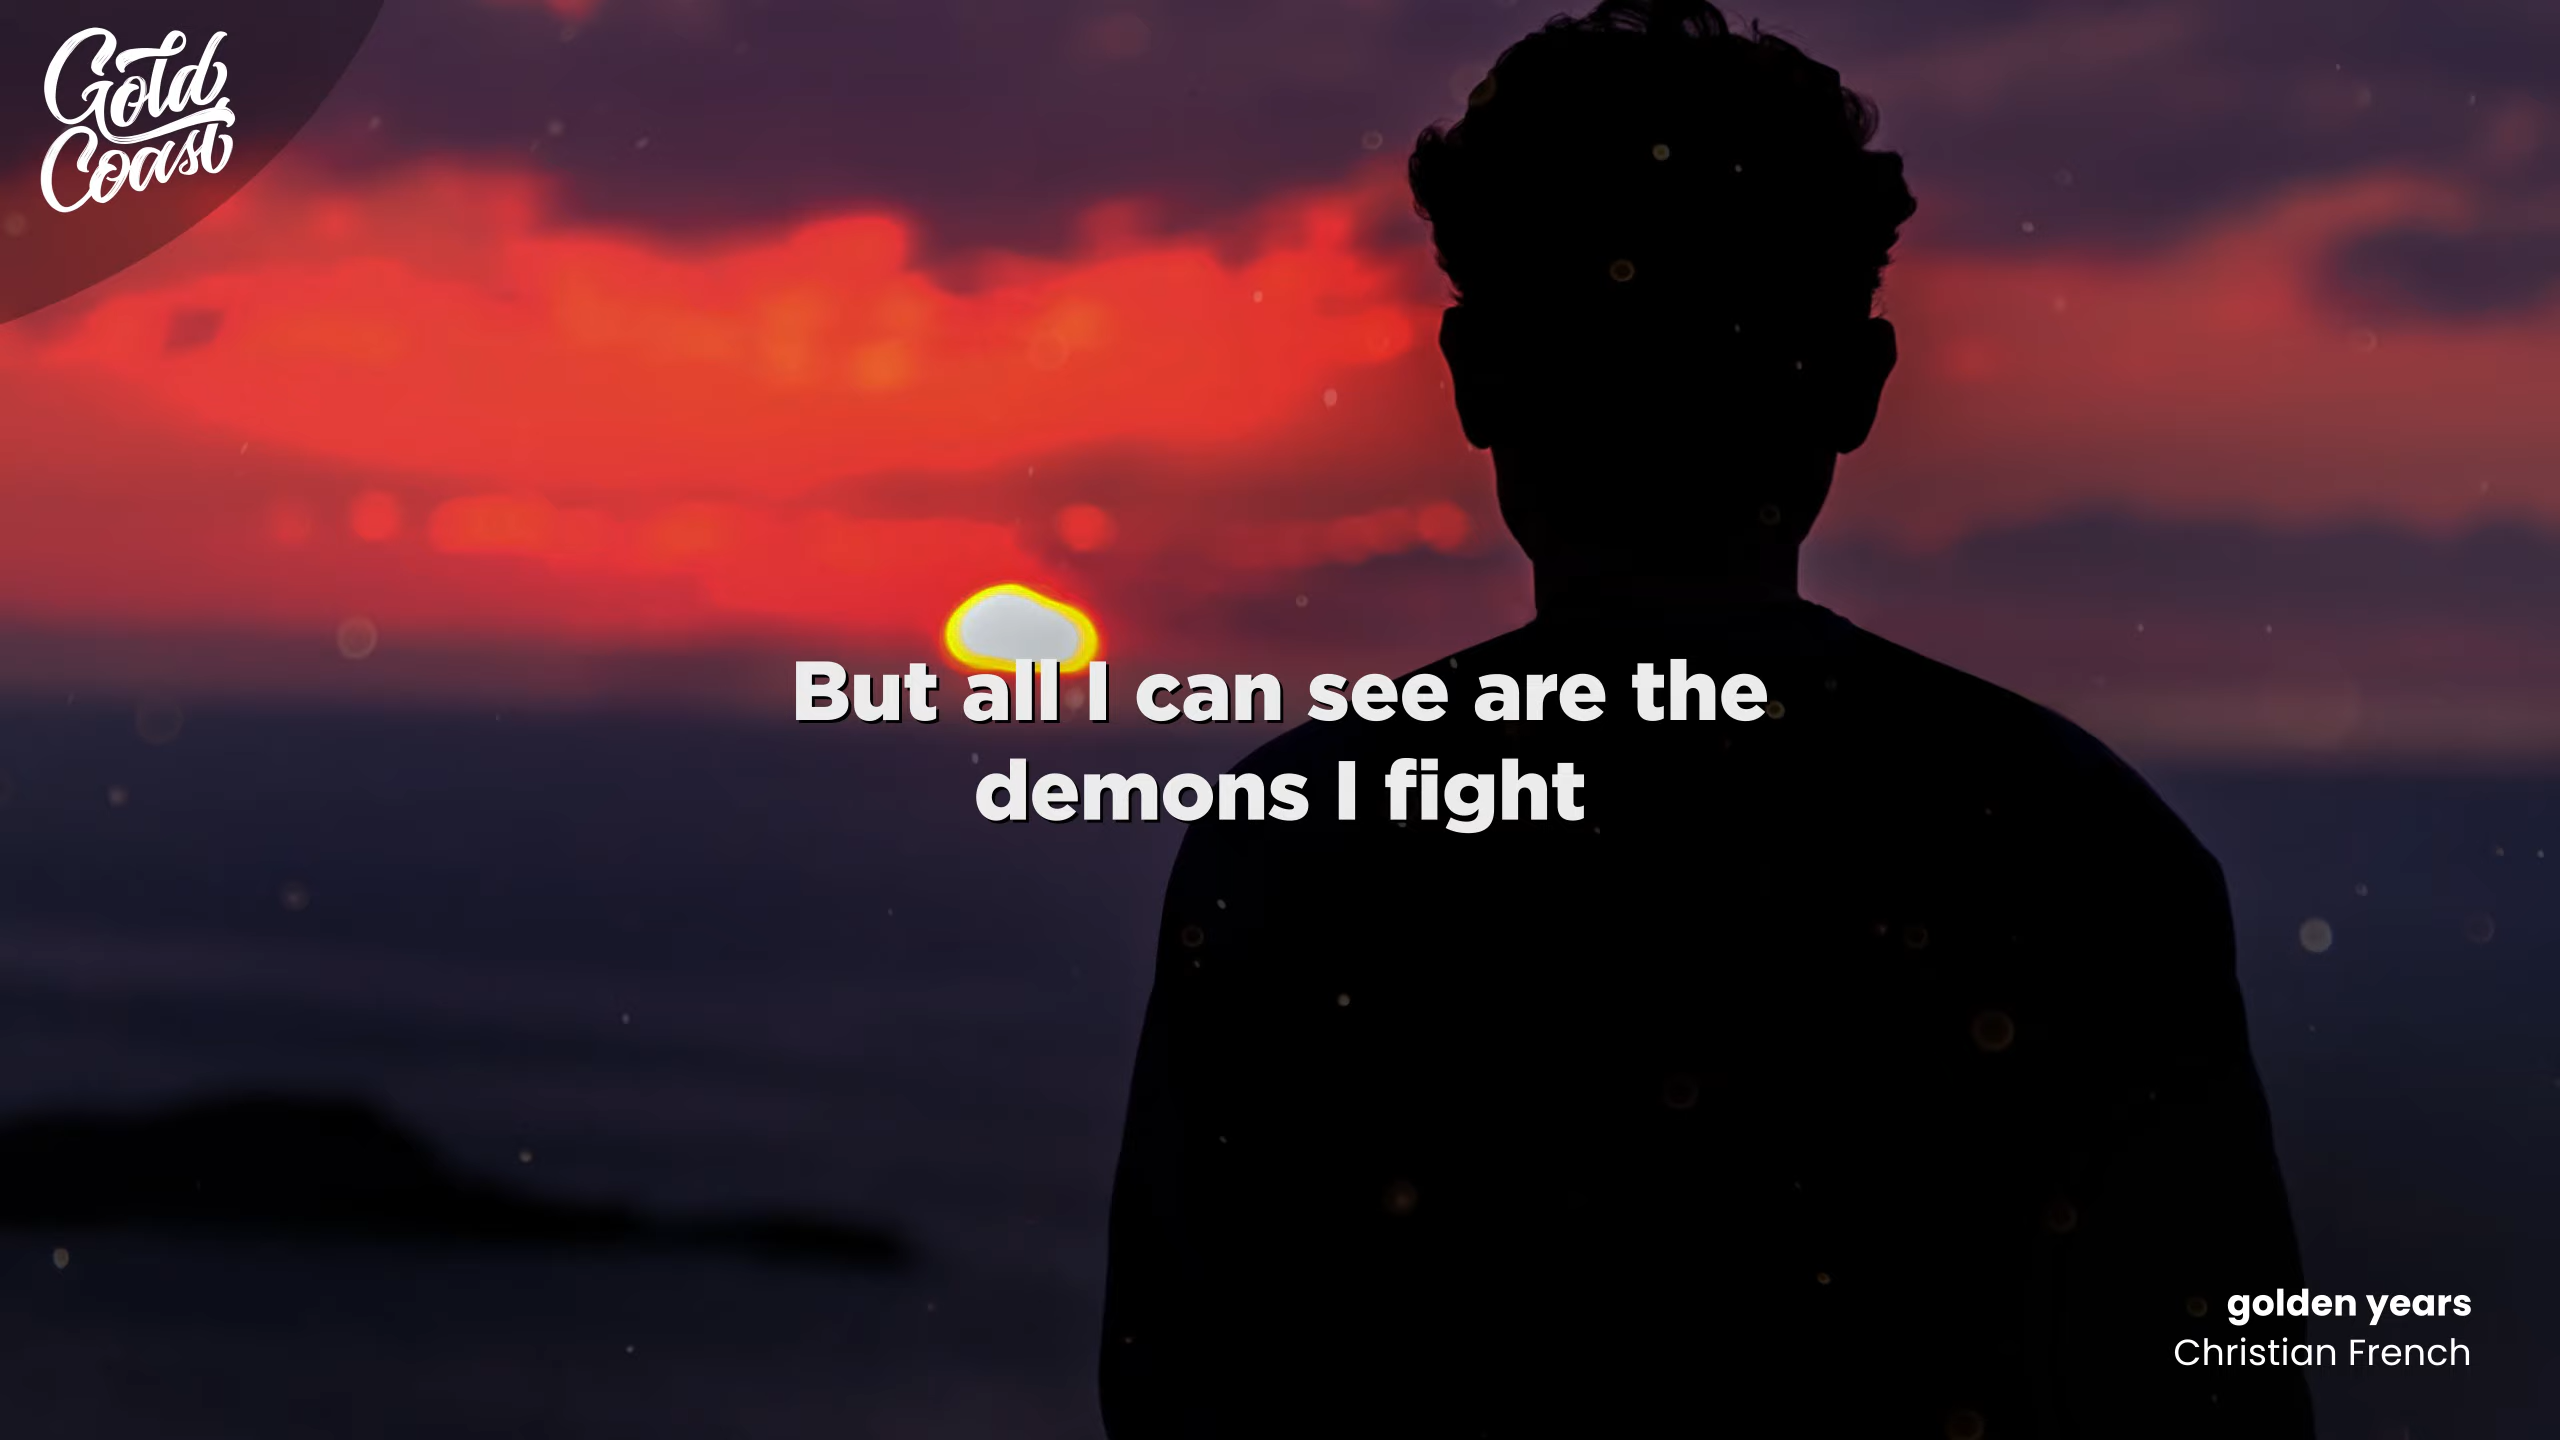 Gold
Coast
But all I can see are the
demons I fight
golden years
Christian French